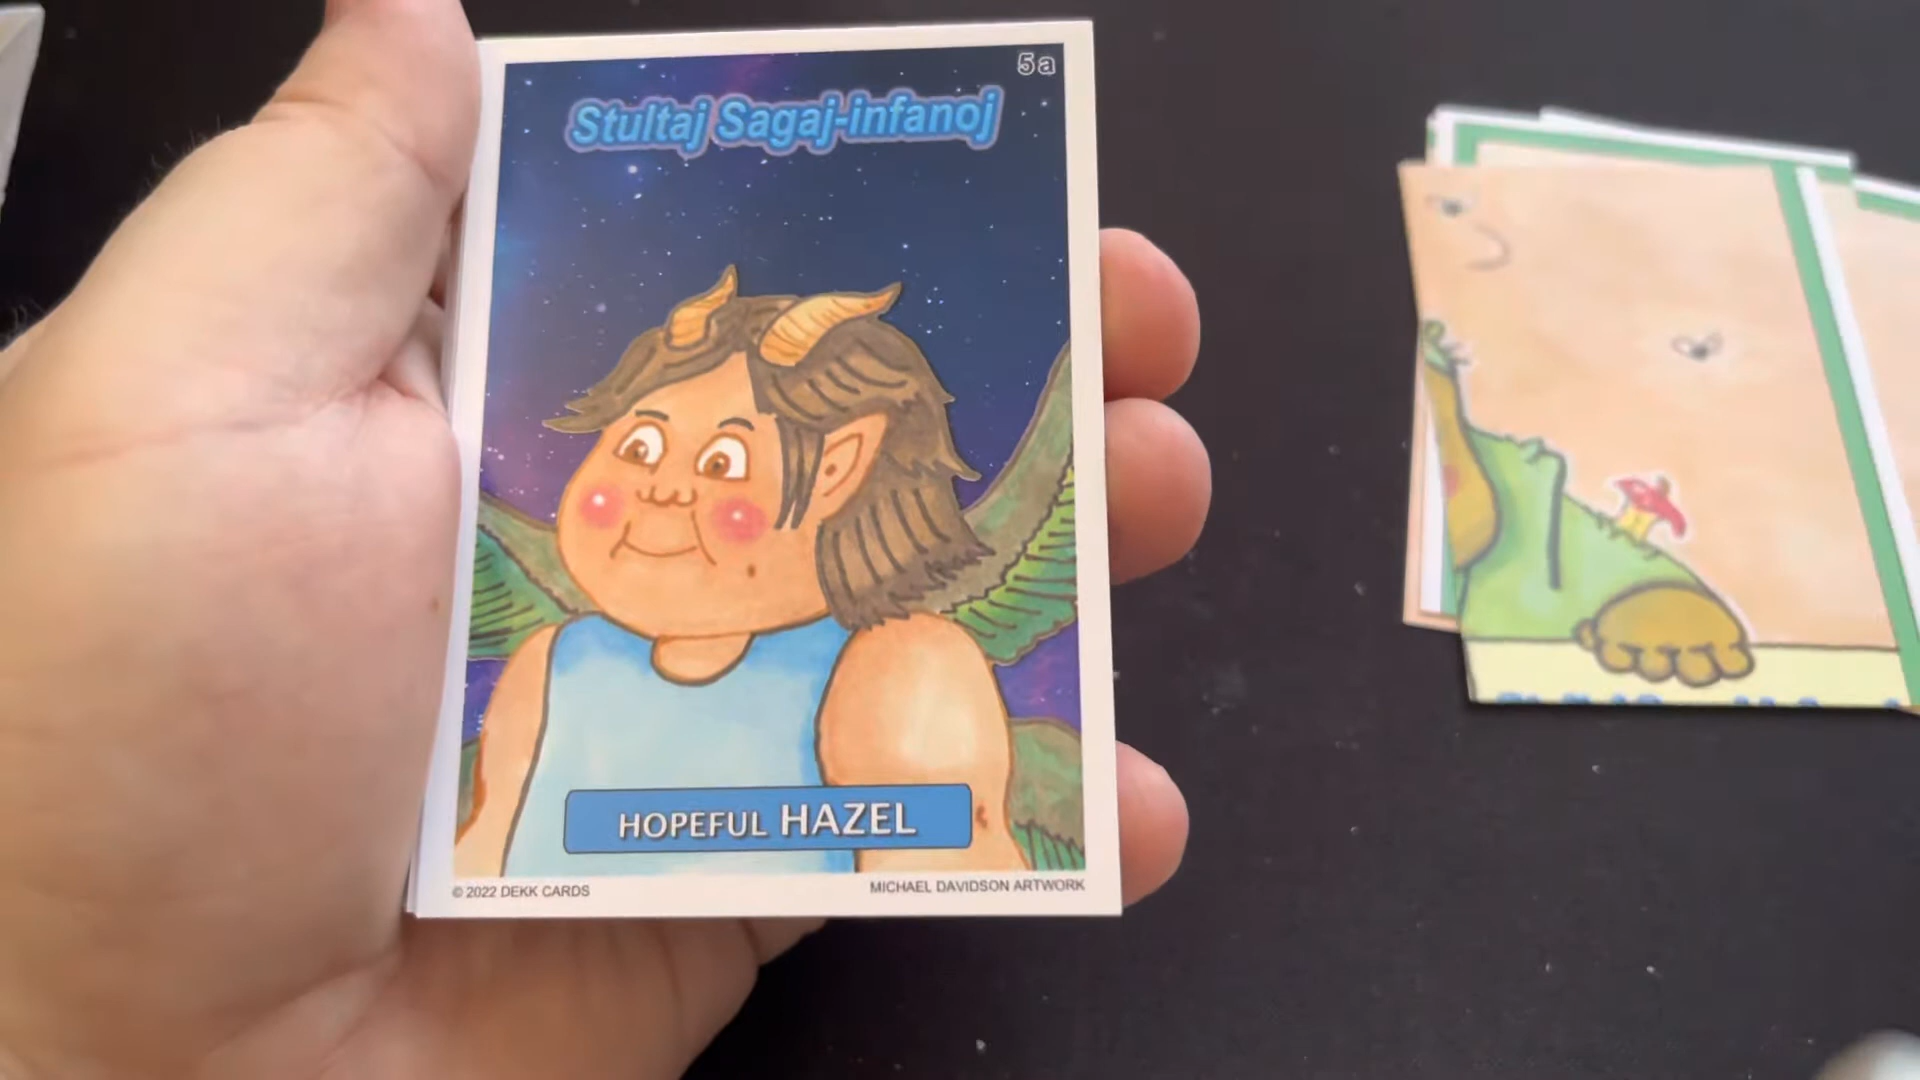 5a
Stultaj Sagaj-infanoj
HOPEFUL HAZEL
© 2022 DEKK CARDS
MICHAEL DAVIDSON ARTWORK